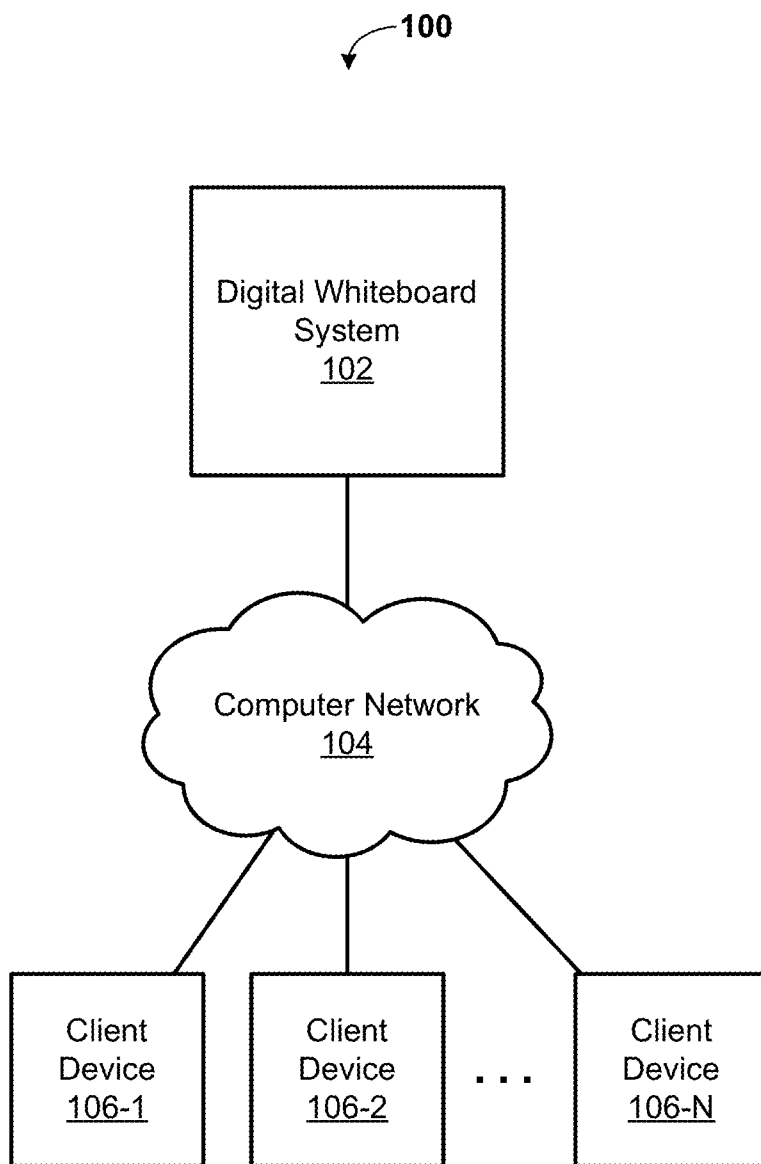 100
Digital Whiteboard
System
102
Computer Network
104
Client
Device
106-1
Client
Device
106-2
. . .
Client
Device
106-N